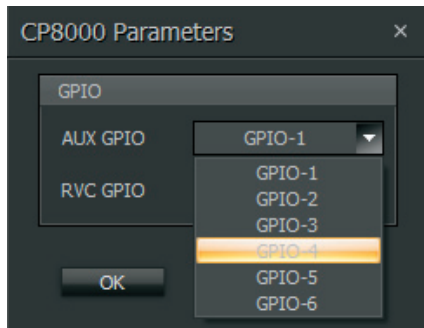 CP8000 Parameters ×
GPIO
AUX GPIO GPIO-1
GPIO-1
RVC GPIO GPIO-2
GPIO-3
GPIO-4
OK GPIO-5
GPIO-6